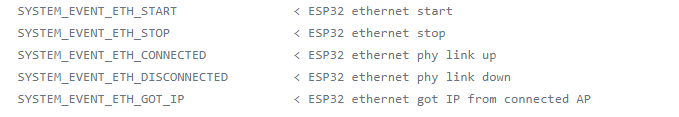 SYSTEM_EVENT_ETH_START < ESP32 ethernet start
SYSTEM_EVENT_ETH_STOP < ESP32 ethernet stop
SYSTEM_EVENT_ETH_CONNECTED < ESP32 ethernet phy link up
SYSTEM_EVENT_ETH_DISCONNECTED < ESP32 ethernet phy link down
SYSTEM_EVENT_ETH_GOT_IP < ESP32 ethernet got IP from connected AP